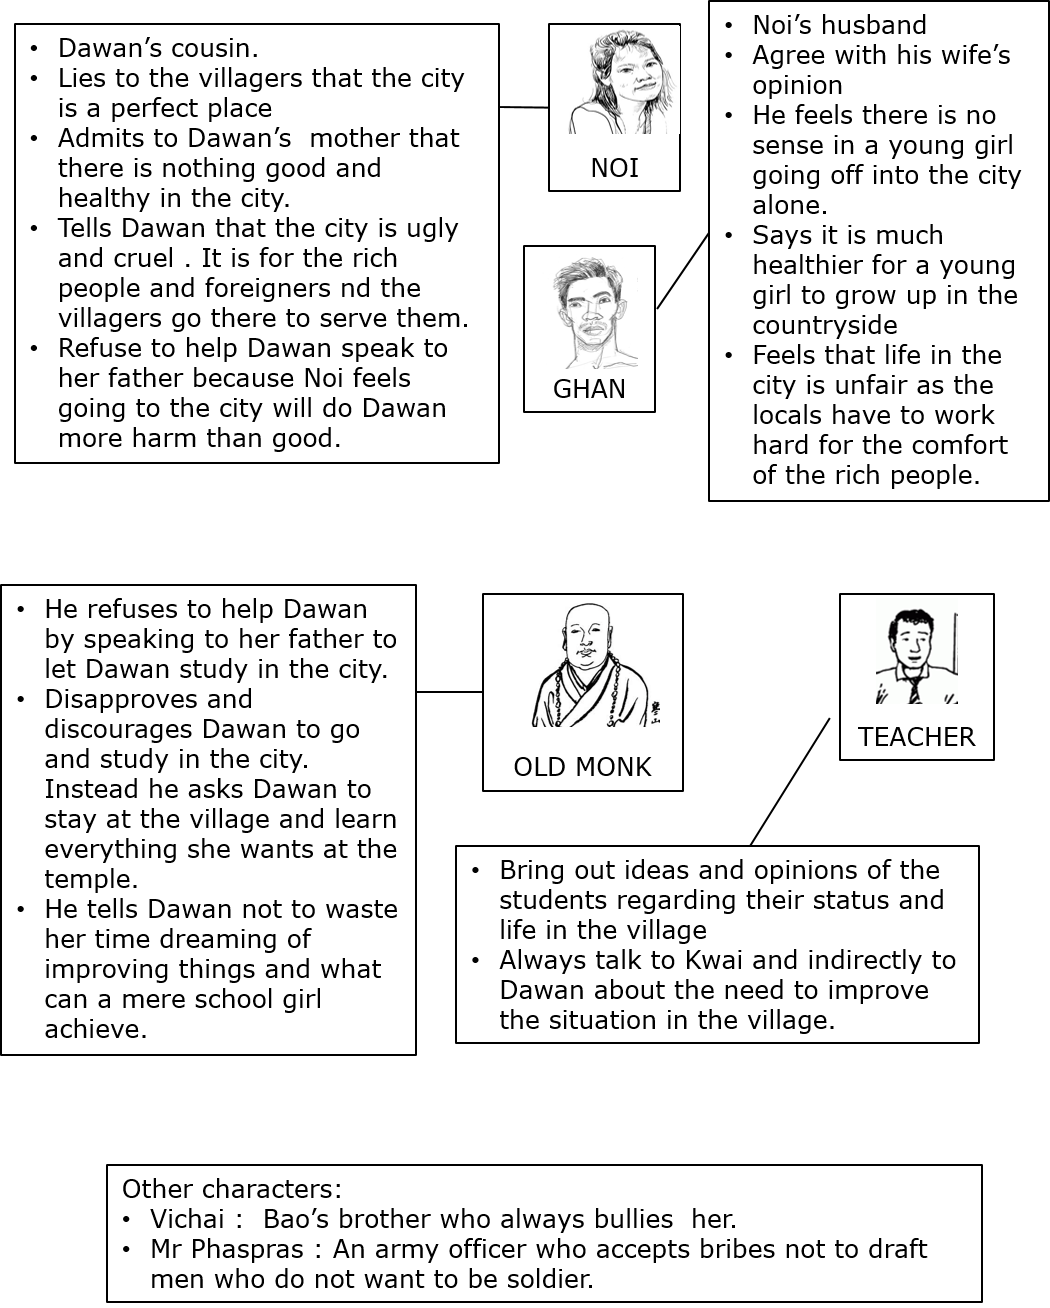 • Dawan’s cousin.
• Lies to the villagers that the city
is a perfect place
• Admits to Dawan’s  mother that
there is nothing good and
healthy in the city.
• Tells Dawan that the city is ugly
and cruel . It is for the rich
people and foreigners nd the
villagers go there to serve them.
• Refuse to help Dawan speak to
her father because Noi feels
going to the city will do Dawan
more harm than good.
NOI
• Noi’s husband
• Agree with his wife’s
opinion
• He feels there is no
sense in a young girl
going off into the city
alone.
• Says it is much
healthier for a young
girl to grow up in the
countryside
• Feels that life in the
city is unfair as the
locals have to work
hard for the comfort
of the rich people.
GHAN
• He refuses to help Dawan
by speaking to her father to
let Dawan study in the city.
• Disapproves and
discourages Dawan to go
and study in the city.
Instead he asks Dawan to
stay at the village and learn
everything she wants at the
temple.
• He tells Dawan not to waste
her time dreaming of
improving things and what
can a mere school girl
achieve.
OLD MONK
TEACHER
• Bring out ideas and opinions of the
students regarding their status and
life in the village
• Always talk to Kwai and indirectly to
Dawan about the need to improve
the situation in the village.
Other characters:
• Vichai :  Bao’s brother who always bullies  her.
• Mr Phaspras : An army officer who accepts bribes not to draft
men who do not want to be soldier.